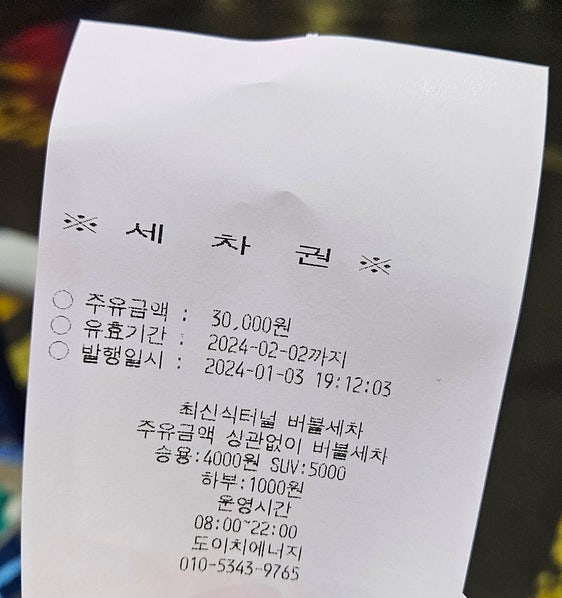 ※ 세 차 권 ※
○ 주유금액 : 30,000원
○ 유효기간 : 2024-02-02까지
○ 발행일시 : 2024-01-03 19:12:03
최신식터널 버블세차
주유금액 상관없이 버블세차
승용:4000원 SUV:5000
하부:1000원
운영시간
08:00~22:00
도이치에너지
010-5343-9765